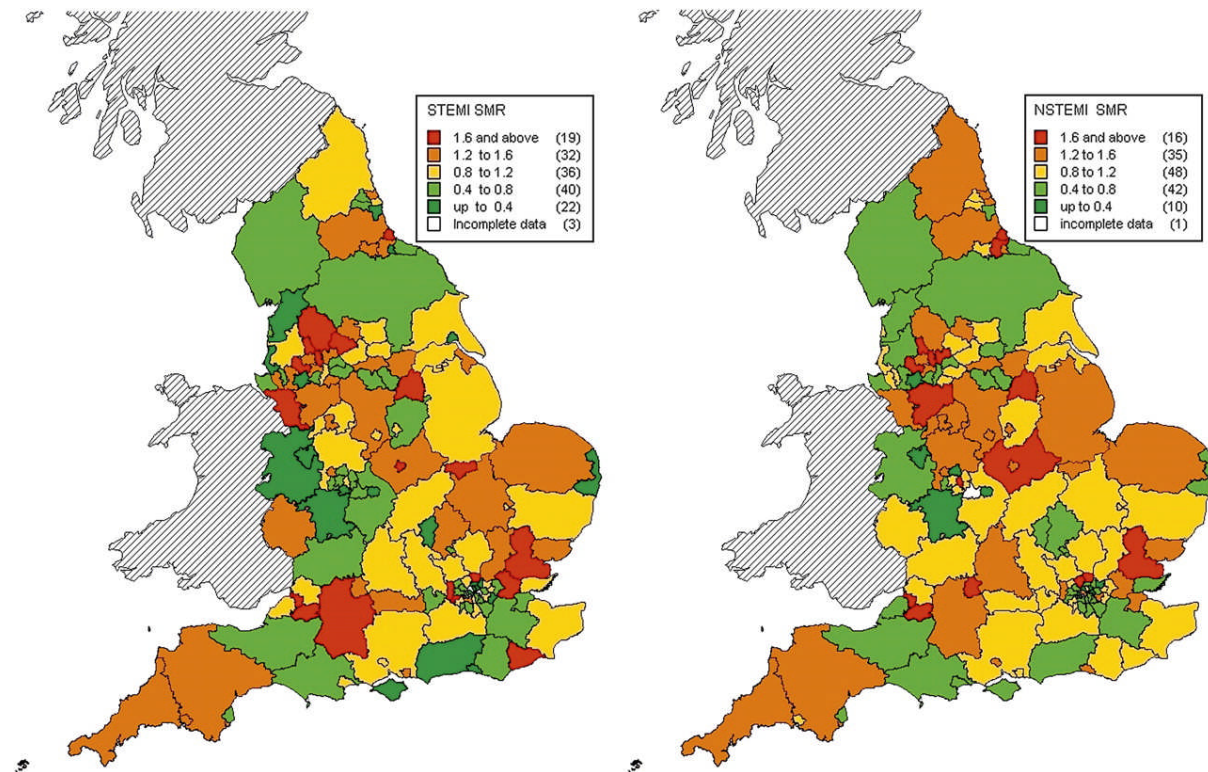 STEMI SMR
1.6 and above (19)
1.2 to 1.6 (32)
0.8 to 1.2 (36)
0.4 to 0.8 (40)
up to 0.4 (22)
Incomplete data (3)
NSTEMI SMR
1.6 and above (16)
1.2 to 1.6 (35)
0.8 to 1.2 (48)
0.4 to 0.8 (42)
up to 0.4 (10)
incomplete data (1)